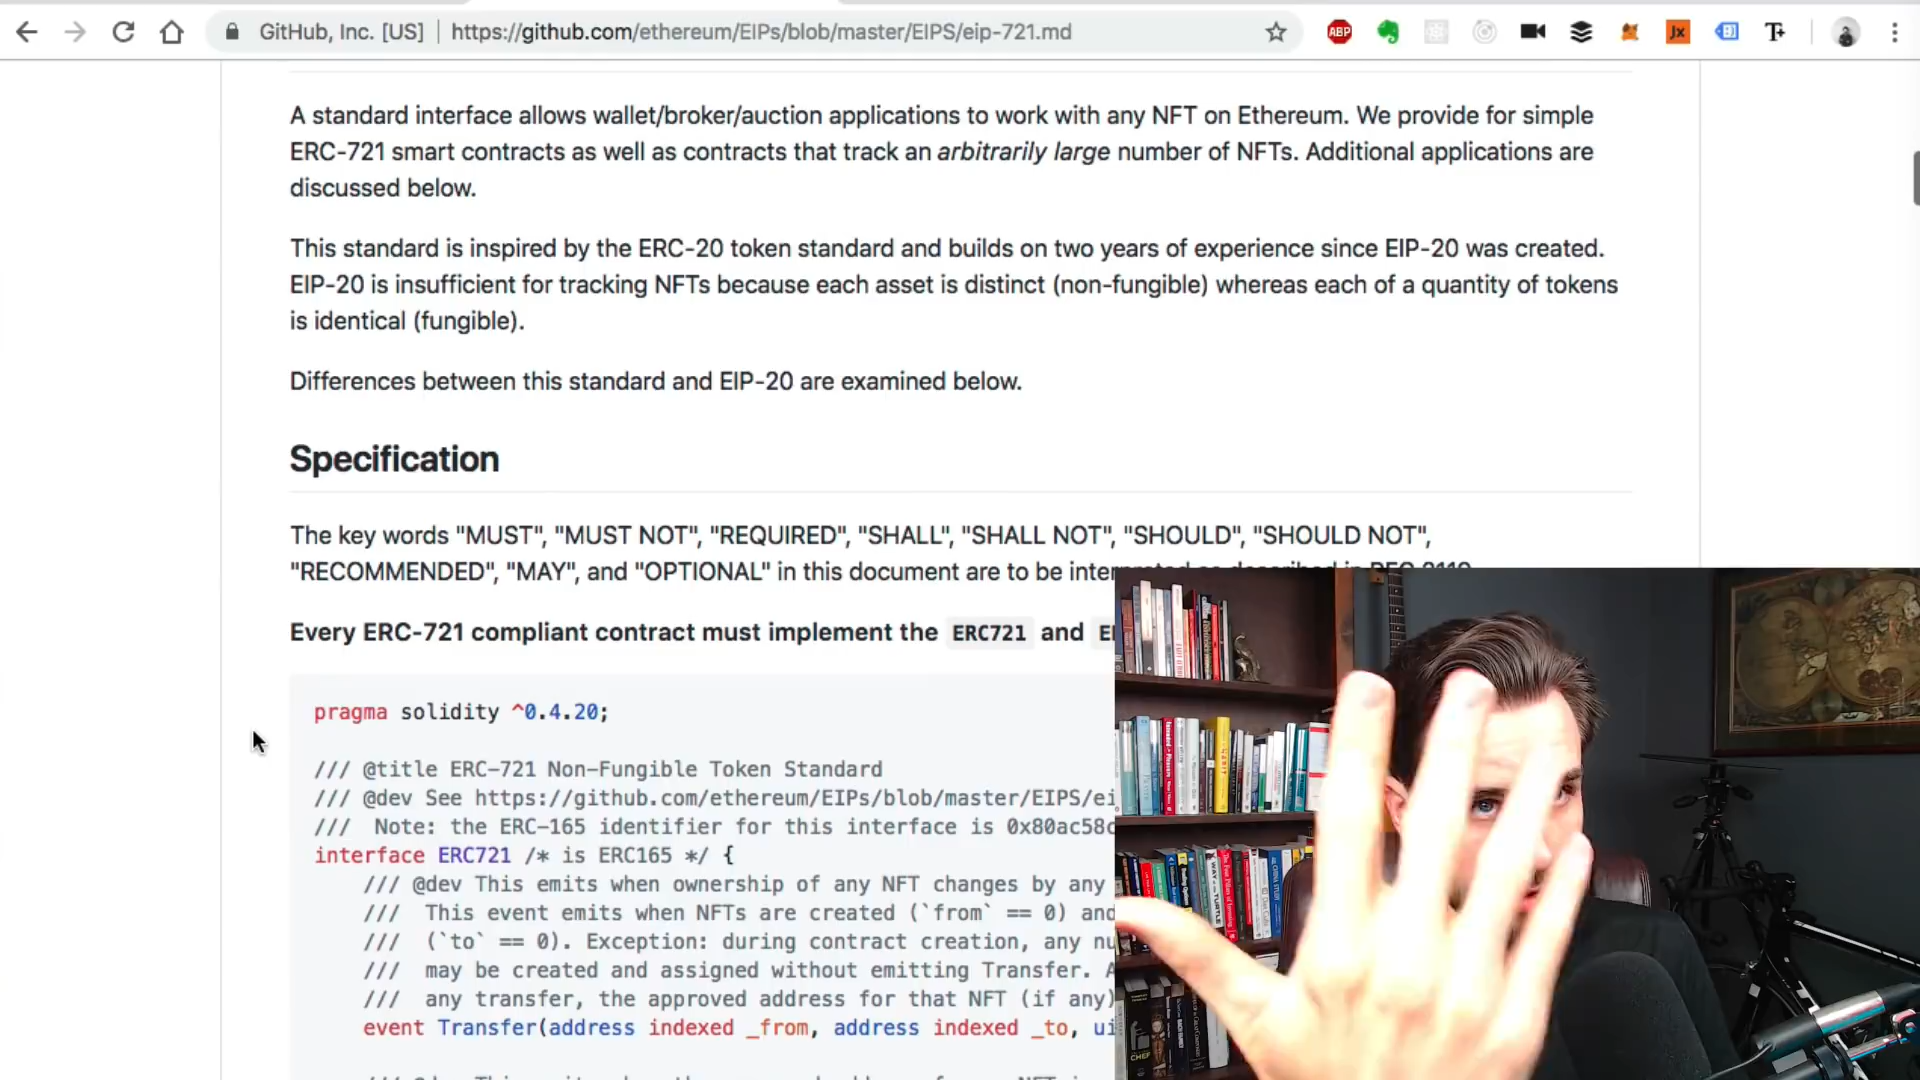 GitHub, Inc. [US] | https://github.com/ethereum/EIPs/blob/master/EIPS/eip-721.md
ABP
Jx
A standard interface allows wallet/broker/auction applications to work with any NFT on Ethereum. We provide for simple
ERC-721 smart contracts as well as contracts that track an arbitrarily large number of NFTs. Additional applications are
discussed below.
This standard is inspired by the ERC-20 token standard and builds on two years of experience since EIP-20 was created.
EIP-20 is insufficient for tracking NFTs because each asset is distinct (non-fungible) whereas each of a quantity of tokens
is identical (fungible).
Differences between this standard and EIP-20 are examined below.
Specification
The key words "MUST", "MUST NOT", "REQUIRED", "SHALL", "SHALL NOT", "SHOULD", "SHOULD NOT",
"RECOMMENDED", "MAY", and "OPTIONAL" in this document are to be interpreted as described in RFC 2119.
Every ERC-721 compliant contract must implement the ERC721 and
pragma solidity ^0.4.20;
/// @title ERC-721 Non-Fungible Token Standard
/// @dev See https://github.com/ethereum/EIPs/blob/master/EIPS/ei
/// Note: the ERC-165 identifier for this interface is 0x80ac58c
interface ERC721 /* is ERC165 */ {
/// @dev This emits when ownership of any NFT changes by any
/// This event emits when NFTs are created (`from` == 0) and
/// (`to` == 0). Exception: during contract creation, any nu
/// may be created and assigned without emitting Transfer. A
/// any transfer, the approved address for that NFT (if any)
event Transfer(address indexed _from, address indexed _to, ui